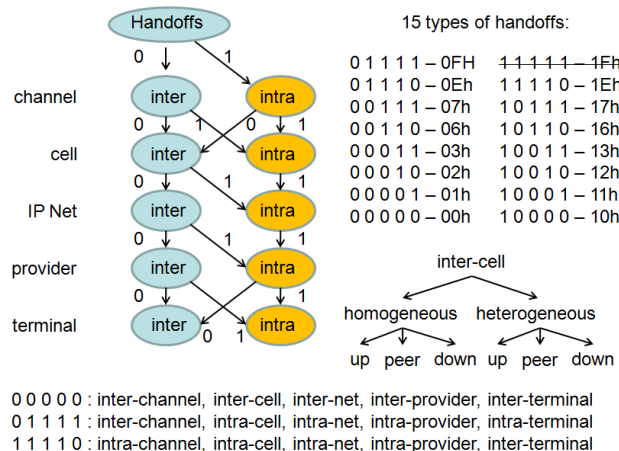 Handoffs
15 types of handoffs:
0 1
channel inter intra
0 1 0 1
cell inter intra
0 1 1
IP Net inter intra
0 1 1
provider inter intra
0 0 1 1
terminal inter intra
0 1 1 1 1 – 0FH 1 1 1 1 1 – 1Fh
0 1 1 1 0 – 0Eh 1 1 1 1 0 – 1Eh
0 0 1 1 1 – 07h 1 0 1 1 1 – 17h
0 0 1 1 0 – 06h 1 0 1 1 0 – 16h
0 0 0 1 1 – 03h 1 0 0 1 1 – 13h
0 0 0 1 0 – 02h 1 0 0 1 0 – 12h
0 0 0 0 1 – 01h 1 0 0 0 1 – 11h
0 0 0 0 0 – 00h 1 0 0 0 0 – 10h
inter-cell
homogeneous heterogeneous
up peer down up peer down
0 0 0 0 0 : inter-channel, inter-cell, inter-net, inter-provider, inter-terminal
0 1 1 1 1 : inter-channel, intra-cell, intra-net, intra-provider, intra-terminal
1 1 1 1 0 : intra-channel, intra-cell, intra-net, intra-provider, inter-terminal